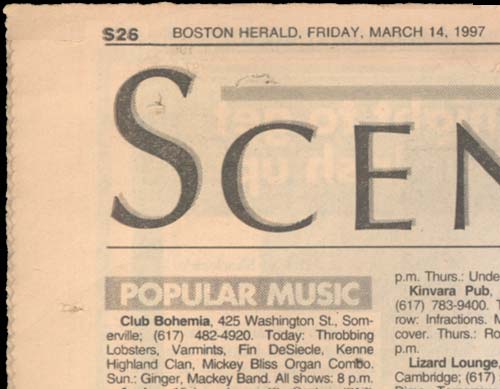 S26 BOSTON HERALD, FRIDAY, MARCH 14, 1997
SCEN
POPULAR MUSIC
Club Bohemia, 425 Washington St., Som-
erville; (617) 482-4920. Today: Throbbing
Lobsters, Varmints, Fin DeSiecle, Kenne
Highland Clan, Mickey Bliss Organ Combo.
Sun.: Ginger, Mackey Band. All shows: 8 p.m.
p.m. Thurs.: Unde
Kinvara Pub,
(617) 783-9400. T
row: Infractions. M
cover. Thurs.: Ro
p.m.
Lizard Lounge,
Cambridge; (617)